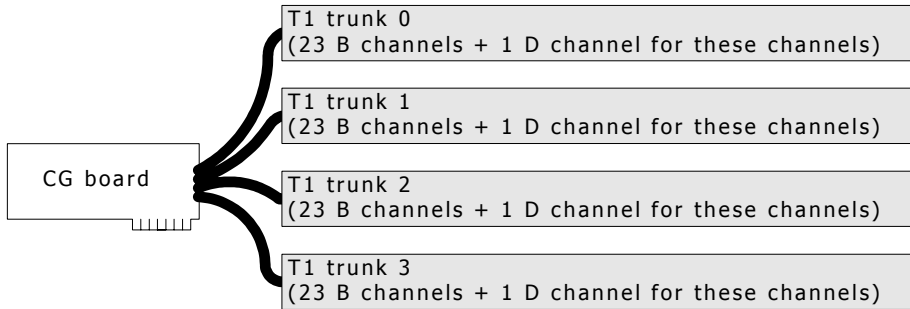 T1 trunk 0
(23 B channels + 1 D channel for these channels)
T1 trunk 1
(23 B channels + 1 D channel for these channels)
CG board
T1 trunk 2
(23 B channels + 1 D channel for these channels)
T1 trunk 3
(23 B channels + 1 D channel for these channels)